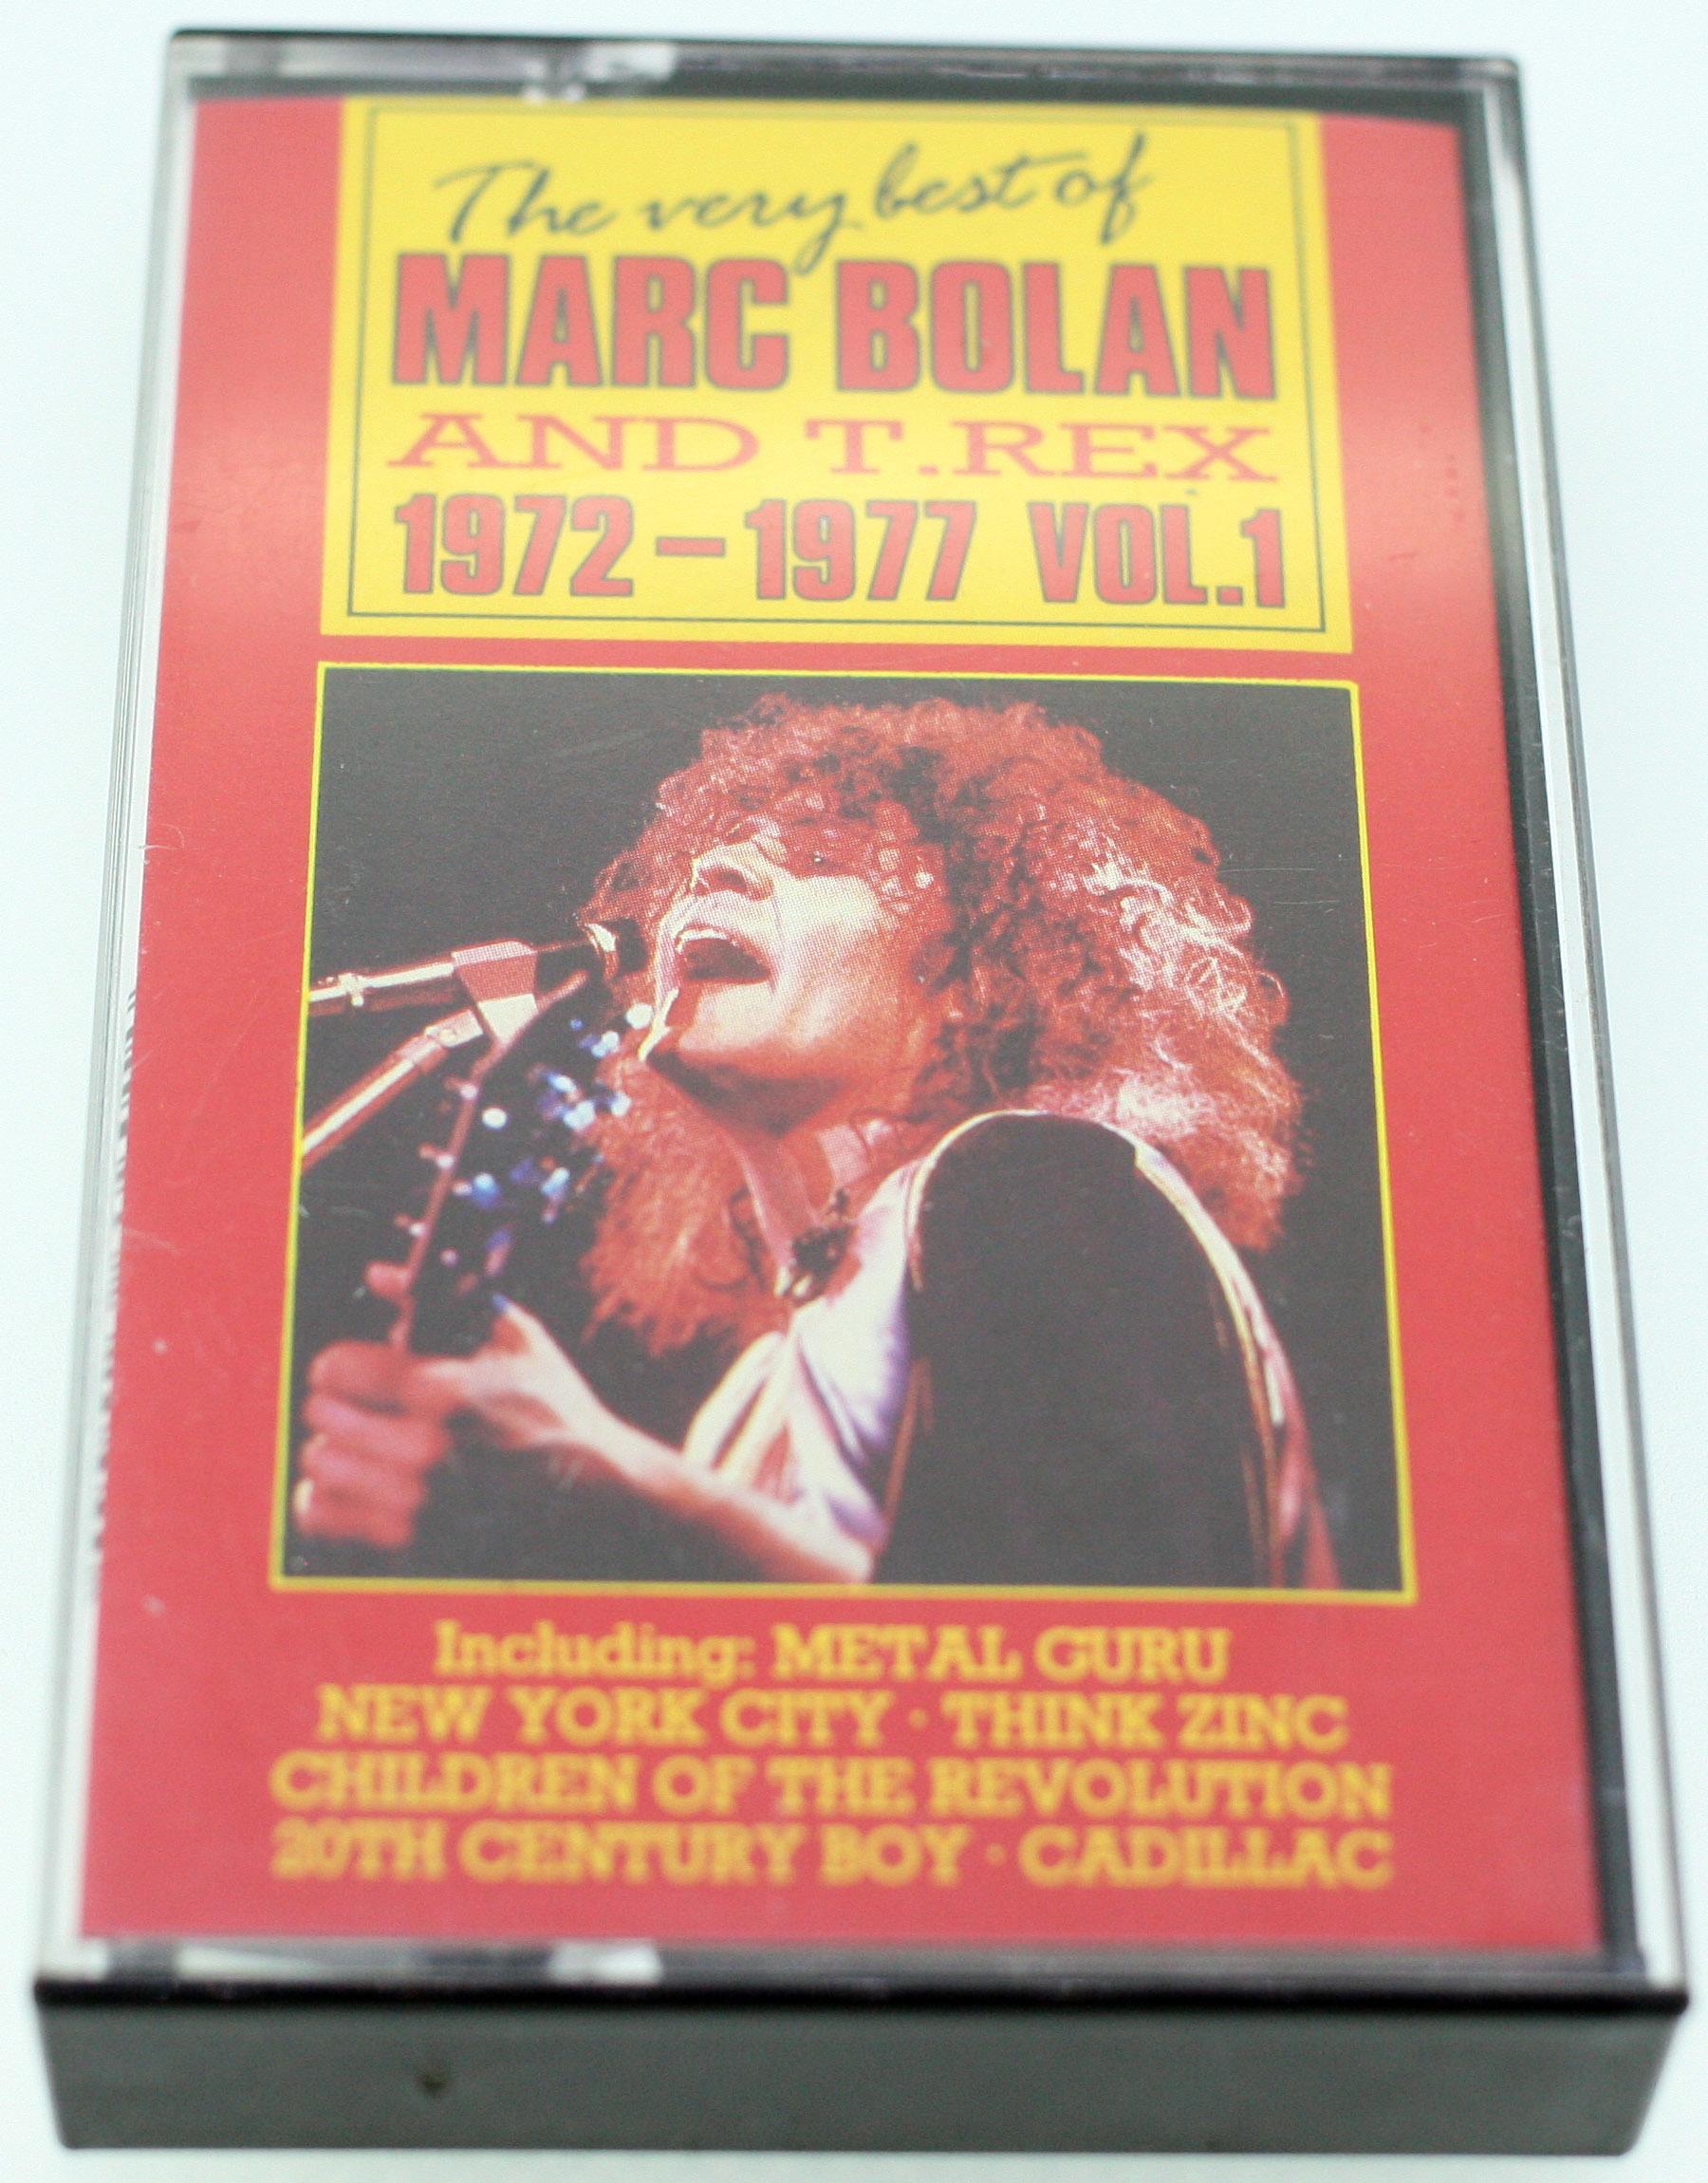 The very best of
MARC BOLAN
AND T.REX
1972-1977 VOL.1
Including: METAL GURU
NEW YORK CITY · THINK ZINC
CHILDREN OF THE REVOLUTION
20TH CENTURY BOY · CADILLAC